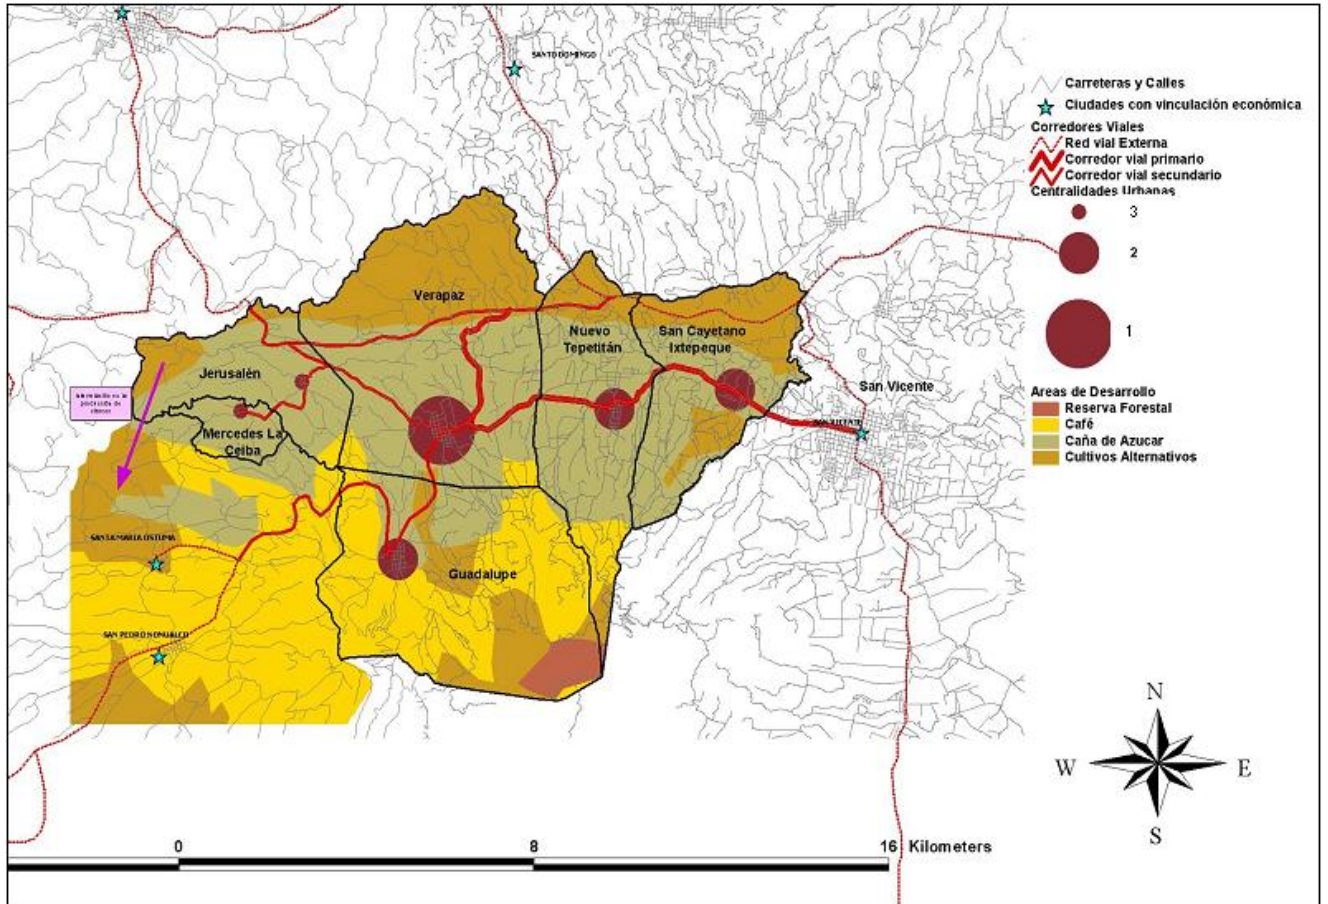 SANTO DOMINGO
Carreteras y Calles
Ciudades con vinculación económica
Corredores Viales
Red vial Externa
Corredor vial primario
Corredor vial secundario
Centralidades Urbanas
3
2
1
Areas de Desarrollo
Reserva Forestal
Café
Caña de Azucar
Cultivos Alternativos
Verapaz
Nuevo
Tepetitán
San Cayetano
Ixtepeque
San Vicente
SAN VICENTE
Jerusalén
Mercedes La
Ceiba
SANTA MARIA OSTUMA
Guadalupe
SAN PEDRO NONUALCO
N
W
E
S
0
8
16 Kilometers